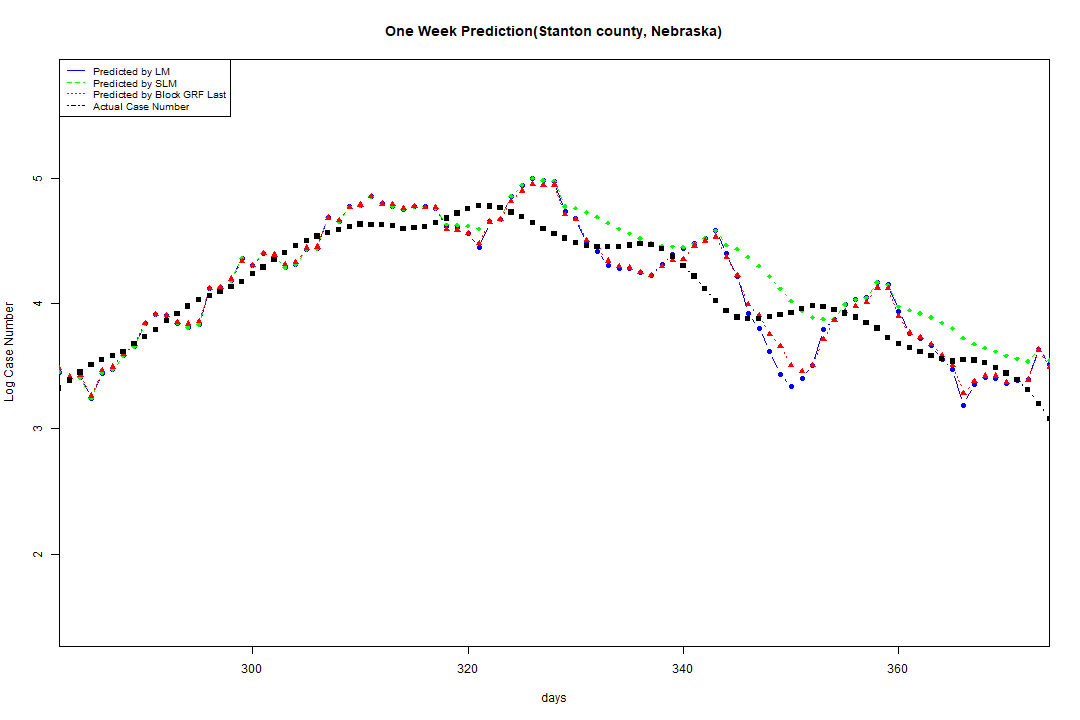 One Week Prediction(Stanton county, Nebraska)
Predicted by LM
Predicted by SLM
Predicted by Block GRF Last
Actual Case Number
5
4
3
2
Log Case Number
300
320
340
360
days